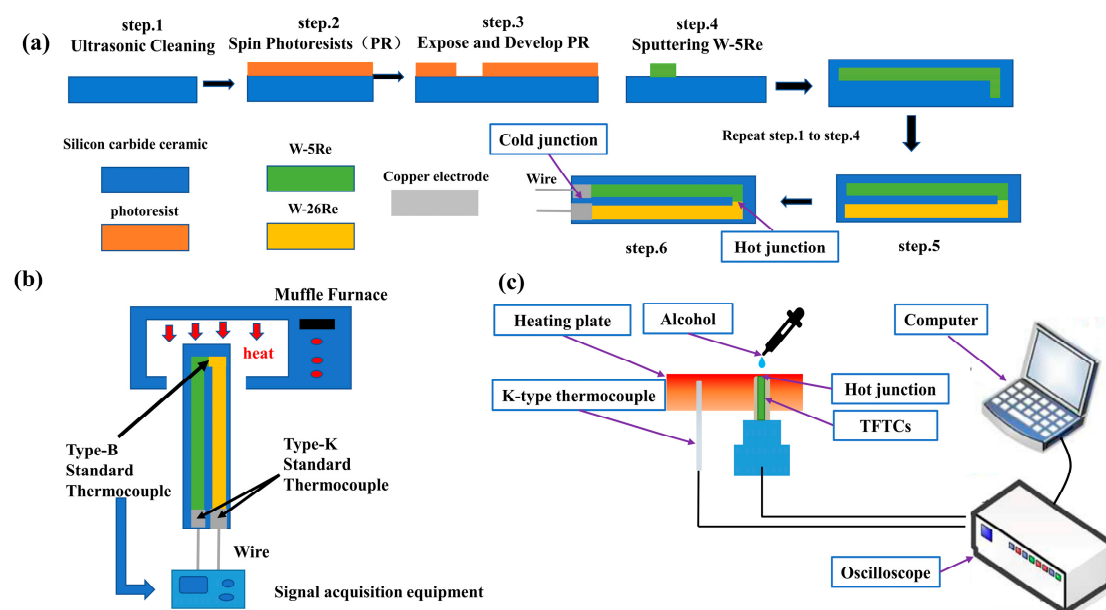 (a)
step.1
Ultrasonic Cleaning
step.2
Spin Photoresists（PR）
step.3
Expose and Develop PR
step.4
Sputtering W-5Re
Repeat step.1 to step.4
Silicon carbide ceramic
W-5Re
photoresist
W-26Re
Copper electrode
Cold junction
Wire
Hot junction
step.6
step.5
(b)
Muffle Furnace
heat
Type-B
Standard
Thermocouple
Type-K
Standard
Thermocouple
Wire
Signal acquisition equipment
(c)
Heating plate
Alcohol
Computer
K-type thermocouple
Hot junction
TFTCs
Oscilloscope